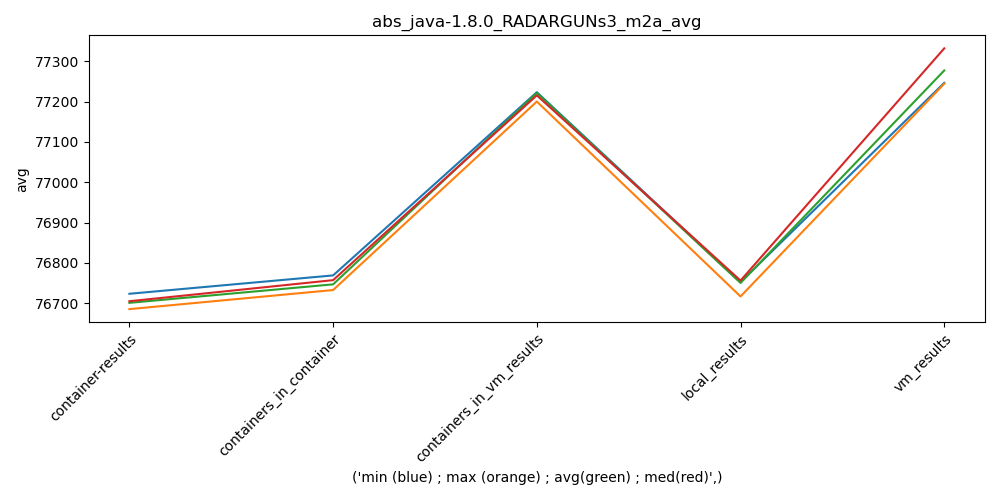 abs_java-1.8.0_RADARGUNs3_m2a_avg
77300
77200
77100
77000
76900
76800
76700
avg
container-results
containers_in_container
containers_in_vm_results
local_results
vm_results
('min (blue) ; max (orange) ; avg(green) ; med(red)',)